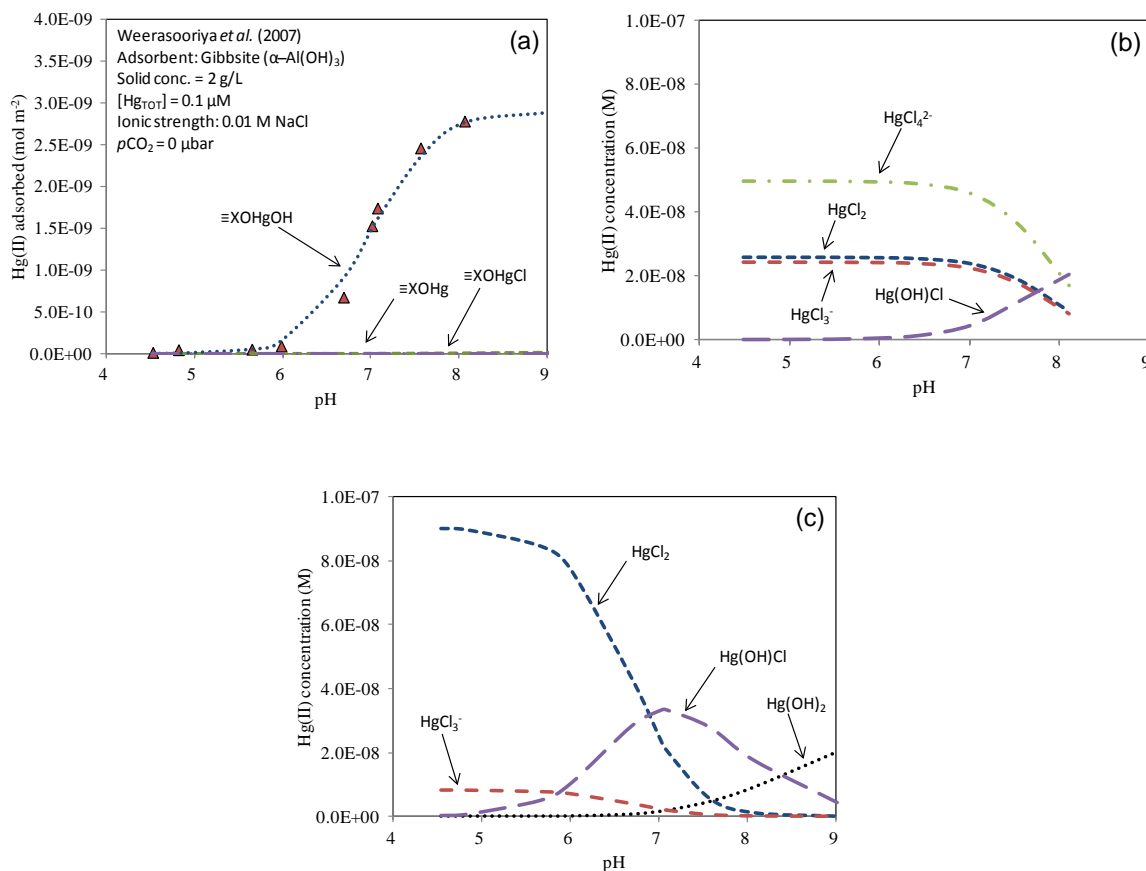 (a)
Weerasooriya et al. (2007)
Adsorbent: Gibbsite (α–Al(OH)₃)
Solid conc. = 2 g/L
[Hg_TOT] = 0.1 µM
Ionic strength: 0.01 M NaCl
pCO₂ = 0 µbar
≡XOHgOH
≡XOHg
≡XOHgCl
Hg(II) adsorbed (mol m⁻²)
4.0E-09
3.5E-09
3.0E-09
2.5E-09
2.0E-09
1.5E-09
1.0E-09
5.0E-10
0.0E+00
4 5 6 7 8 9
pH
(b)
HgCl₄²⁻
HgCl₂
HgCl₃⁻
Hg(OH)Cl
Hg(II) concentration (M)
1.0E-07
8.0E-08
6.0E-08
4.0E-08
2.0E-08
0.0E+00
4 5 6 7 8 9
pH
(c)
HgCl₂
Hg(OH)Cl
Hg(OH)₂
HgCl₃⁻
Hg(II) concentration (M)
1.0E-07
8.0E-08
6.0E-08
4.0E-08
2.0E-08
0.0E+00
4 5 6 7 8 9
pH